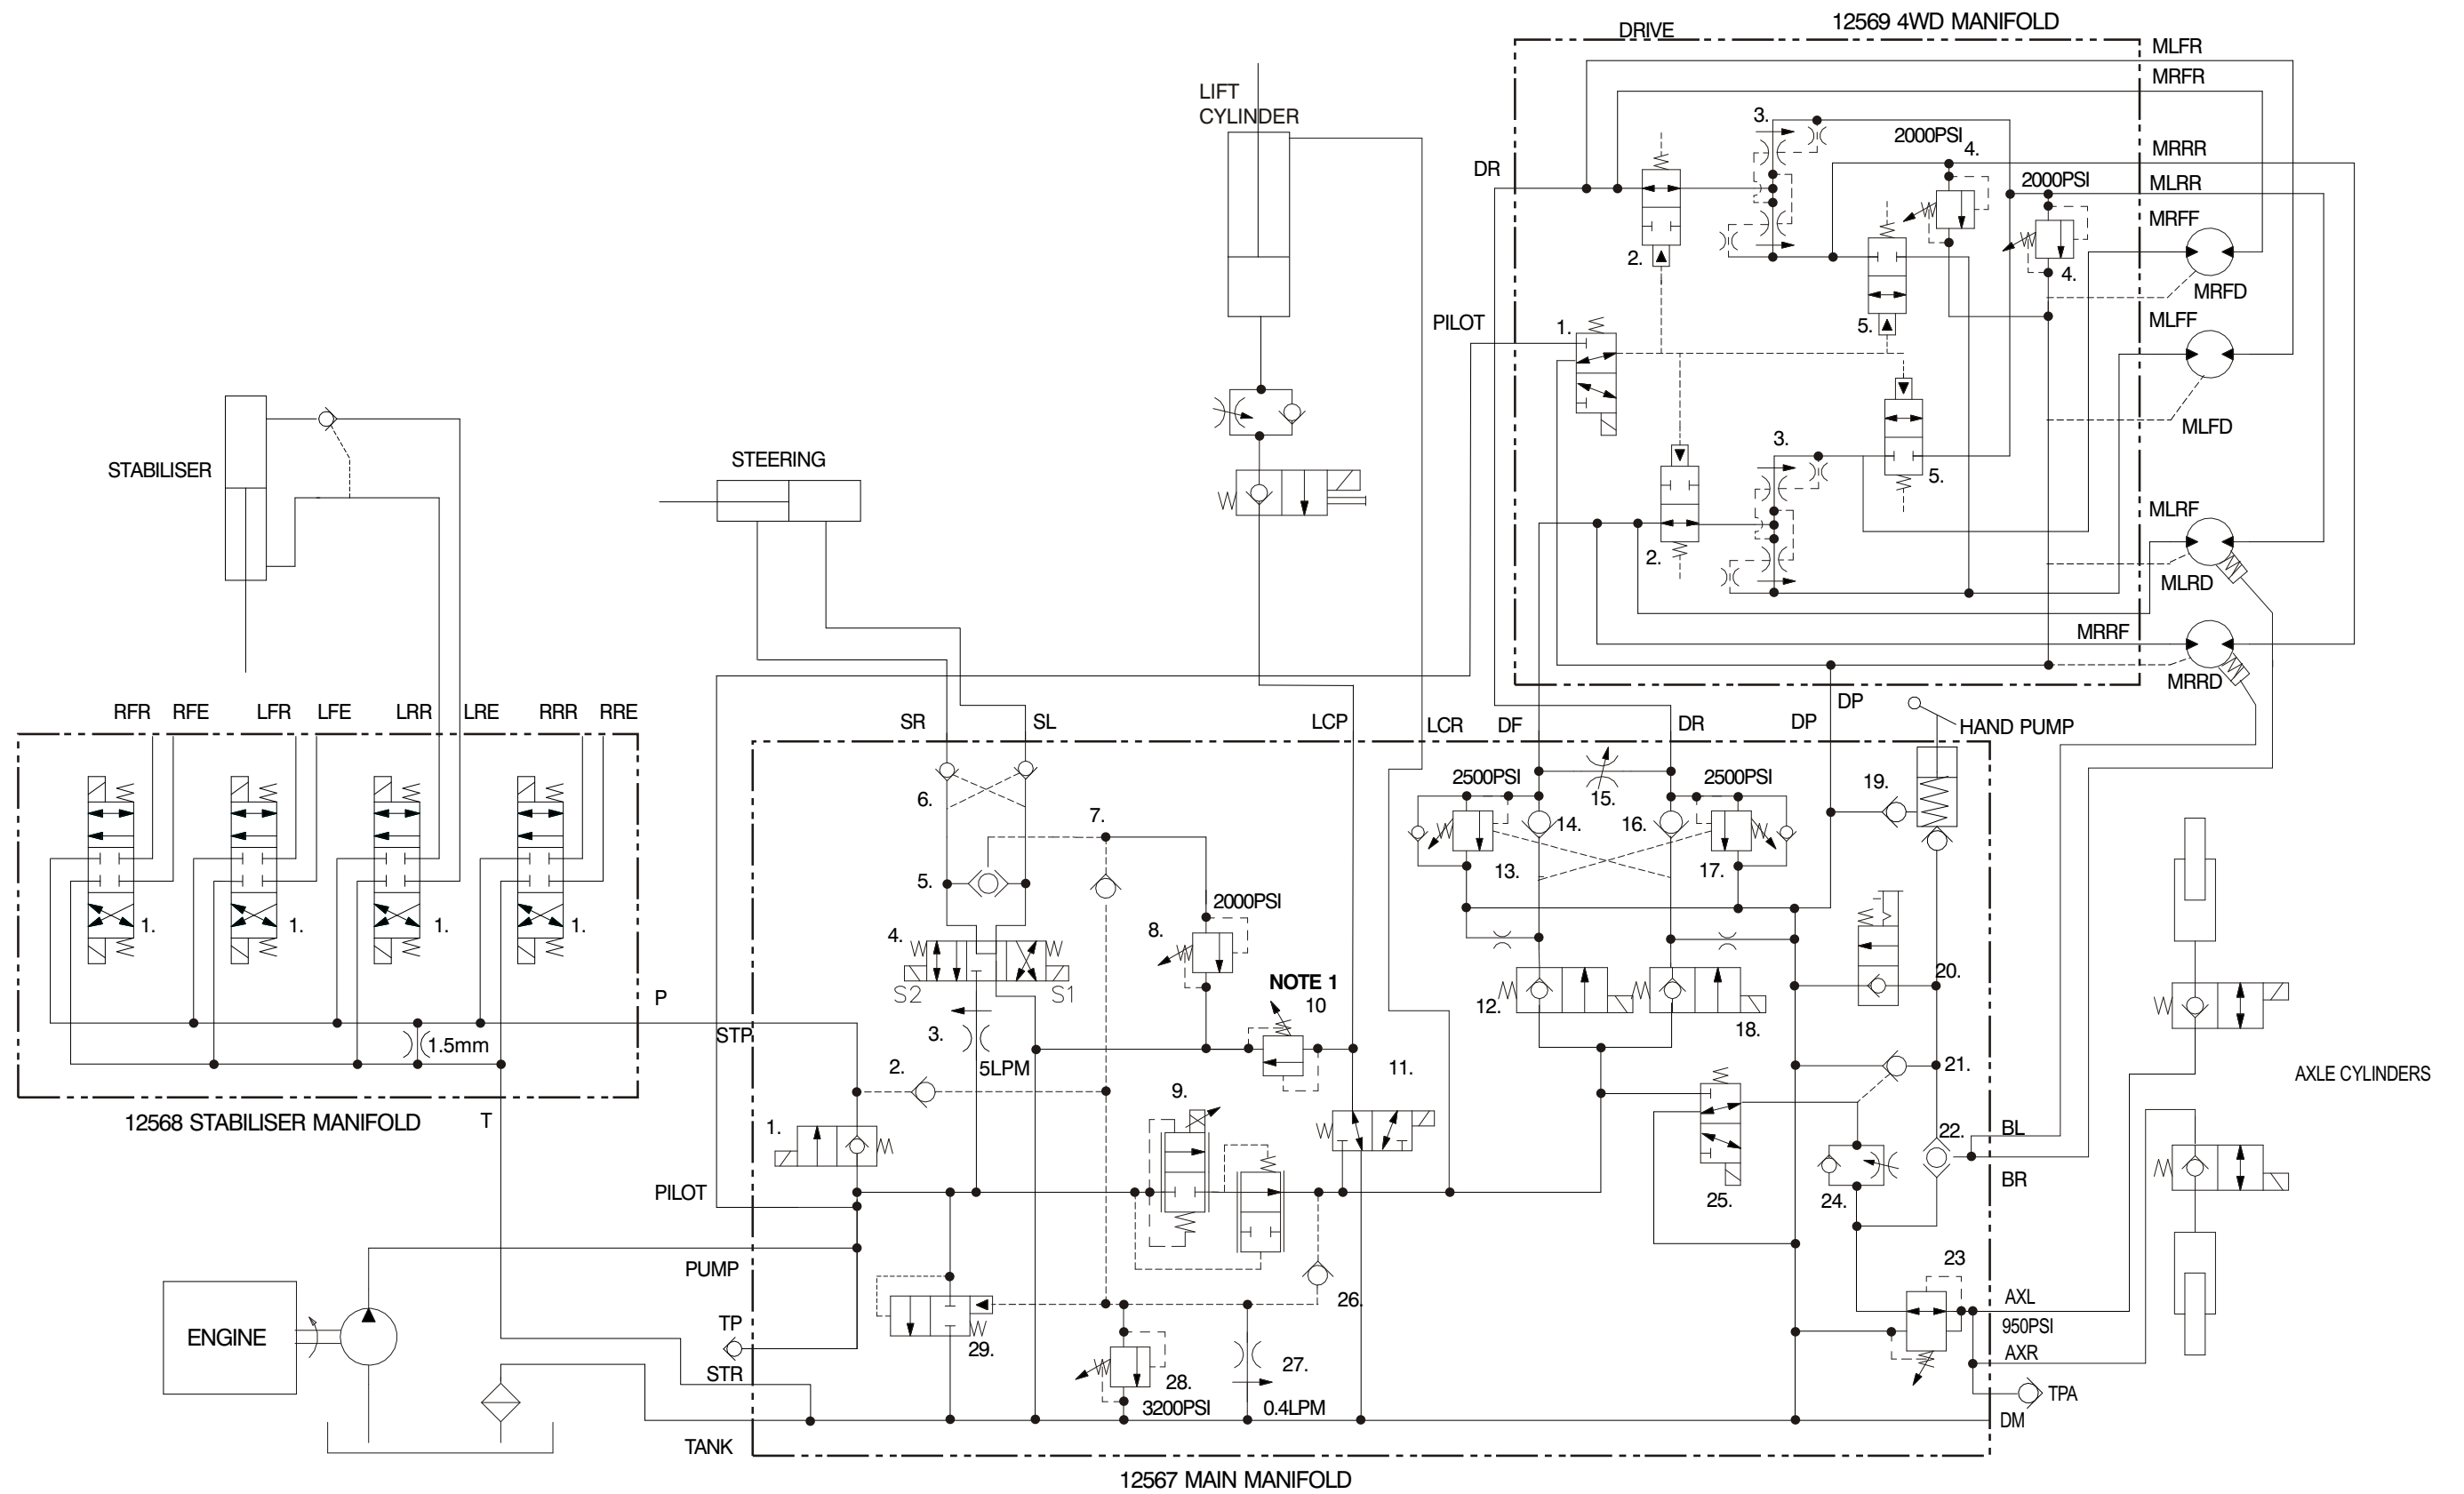 12569 4WD MANIFOLD
DRIVE
MLFR
MRFR
LIFT
CYLINDER
3.
2000PSI
4.
MRRR
DR
2000PSI
MLRR
MRFF
2.
4.
MRFD
PILOT
1.
5.
MLFF
MLFD
STABILISER
STEERING
3.
5.
MLRF
2.
MLRD
MRRF
MRRD
RFR
RFE
LFR
LFE
LRR
LRE
RRR
RRE
SR
SL
LCP
LCR
DF
DR
DP
DP
HAND PUMP
2500PSI
2500PSI
19.
6.
7.
15.
14.
16.
13.
17.
5.
2000PSI
1.
1.
1.
1.
4.
8.
S2
S1
NOTE 1
10
12.
18.
20.
P
STP
3.
1.5mm
2.
5LPM
11.
21.
AXLE CYLINDERS
9.
12568 STABILISER MANIFOLD
T
1.
22.
BL
PILOT
25.
24.
BR
PUMP
23
26.
AXL
950PSI
TP
ENGINE
29.
27.
AXR
STR
28.
TPA
3200PSI
0.4LPM
DM
TANK
12567 MAIN MANIFOLD